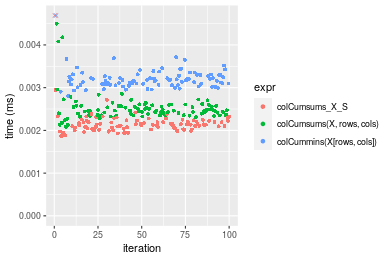 0.004
0.003
0.002
0.001
0.000
time (ms)
0
25
50
75
100
iteration
expr
colCumsums_X_S
colCumsums(X, rows, cols)
colCummins(X[rows, cols])